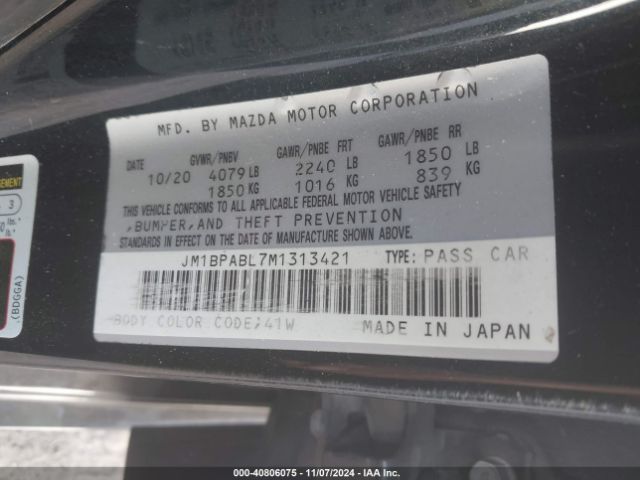 MFD. BY MAZDA MOTOR CORPORATION
DATE GVWR/PNBV GAWR/PNBE FRT GAWR/PNBE RR
10/20 4079 LB 2240 LB 1850 LB
1850 KG 1016 KG 839 KG
THIS VEHICLE CONFORMS TO ALL APPLICABLE FEDERAL MOTOR VEHICLE SAFETY
,BUMPER,AND THEFT PREVENTION
STANDARDS IN EFFECT ON THE DATE OF MANUFACTURE SHOWN ABOVE.
JM1BPABL7M1313421 TYPE: PASS CAR
BODY COLOR CODE;41W MADE IN JAPAN
3
(BDGGA)
000-40806075 — 11/07/2024 — IAA Inc.